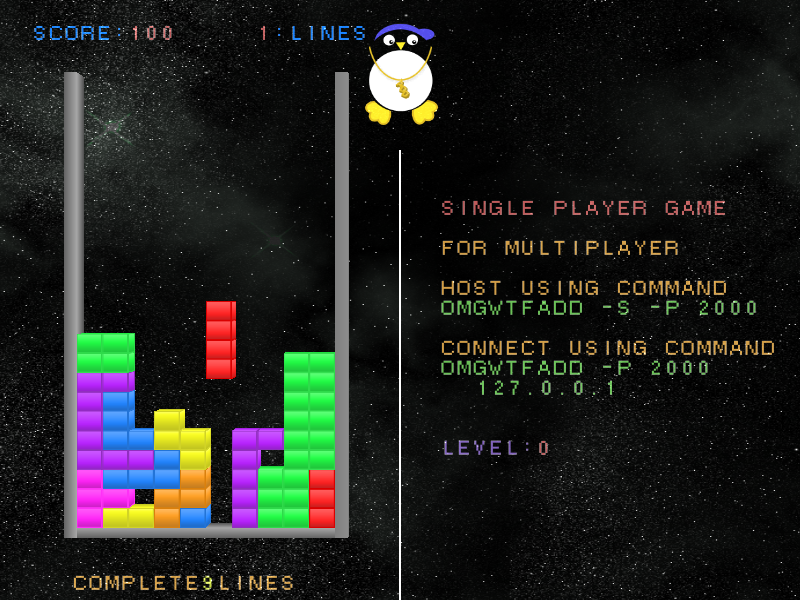 SCORE:100 1:LINES
SINGLE PLAYER GAME
FOR MULTIPLAYER
HOST USING COMMAND
OMGWTFADD -S -P 2000
CONNECT USING COMMAND
OMGWTFADD -P 2000
127.0.0.1
LEVEL:0
COMPLETE9LINES